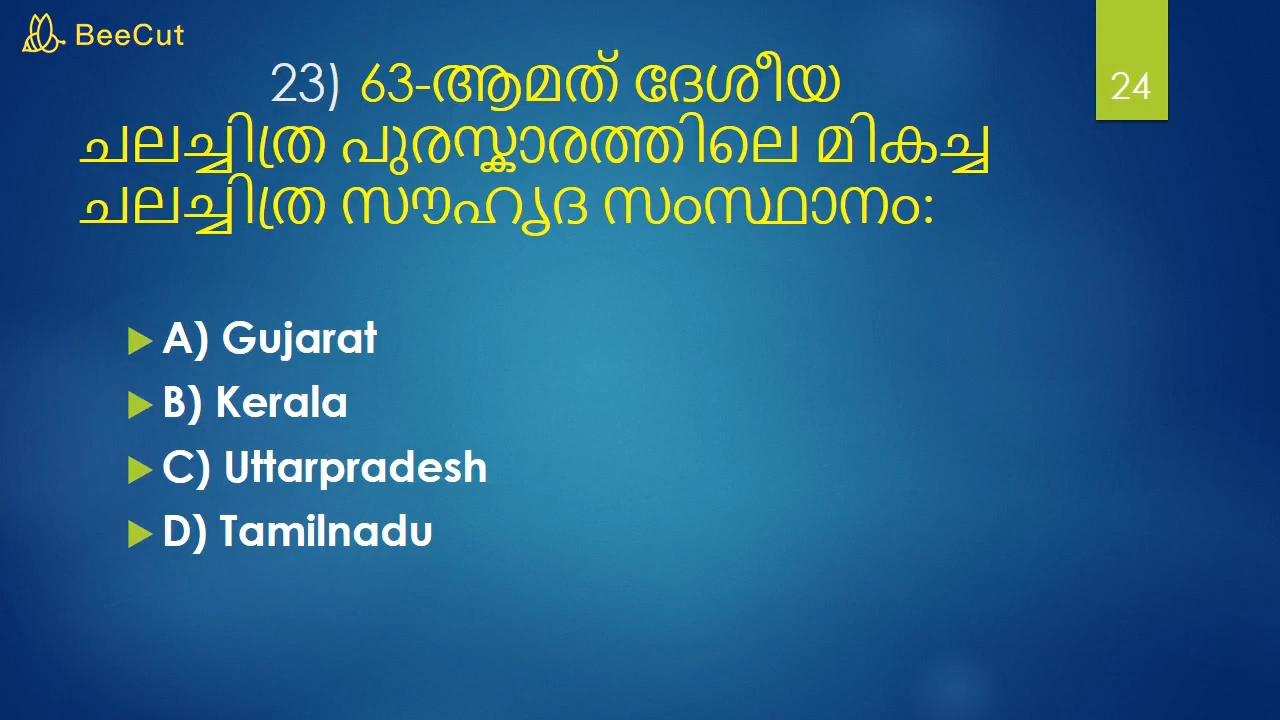 BeeCut
24
23) 63-ആമത് ദേശീയ
ചലച്ചിത്ര പുരസ്കാരത്തിലെ മികച്ച
ചലച്ചിത്ര സൗഹൃദ സംസ്ഥാനം:
A) Gujarat
B) Kerala
C) Uttarpradesh
D) Tamilnadu